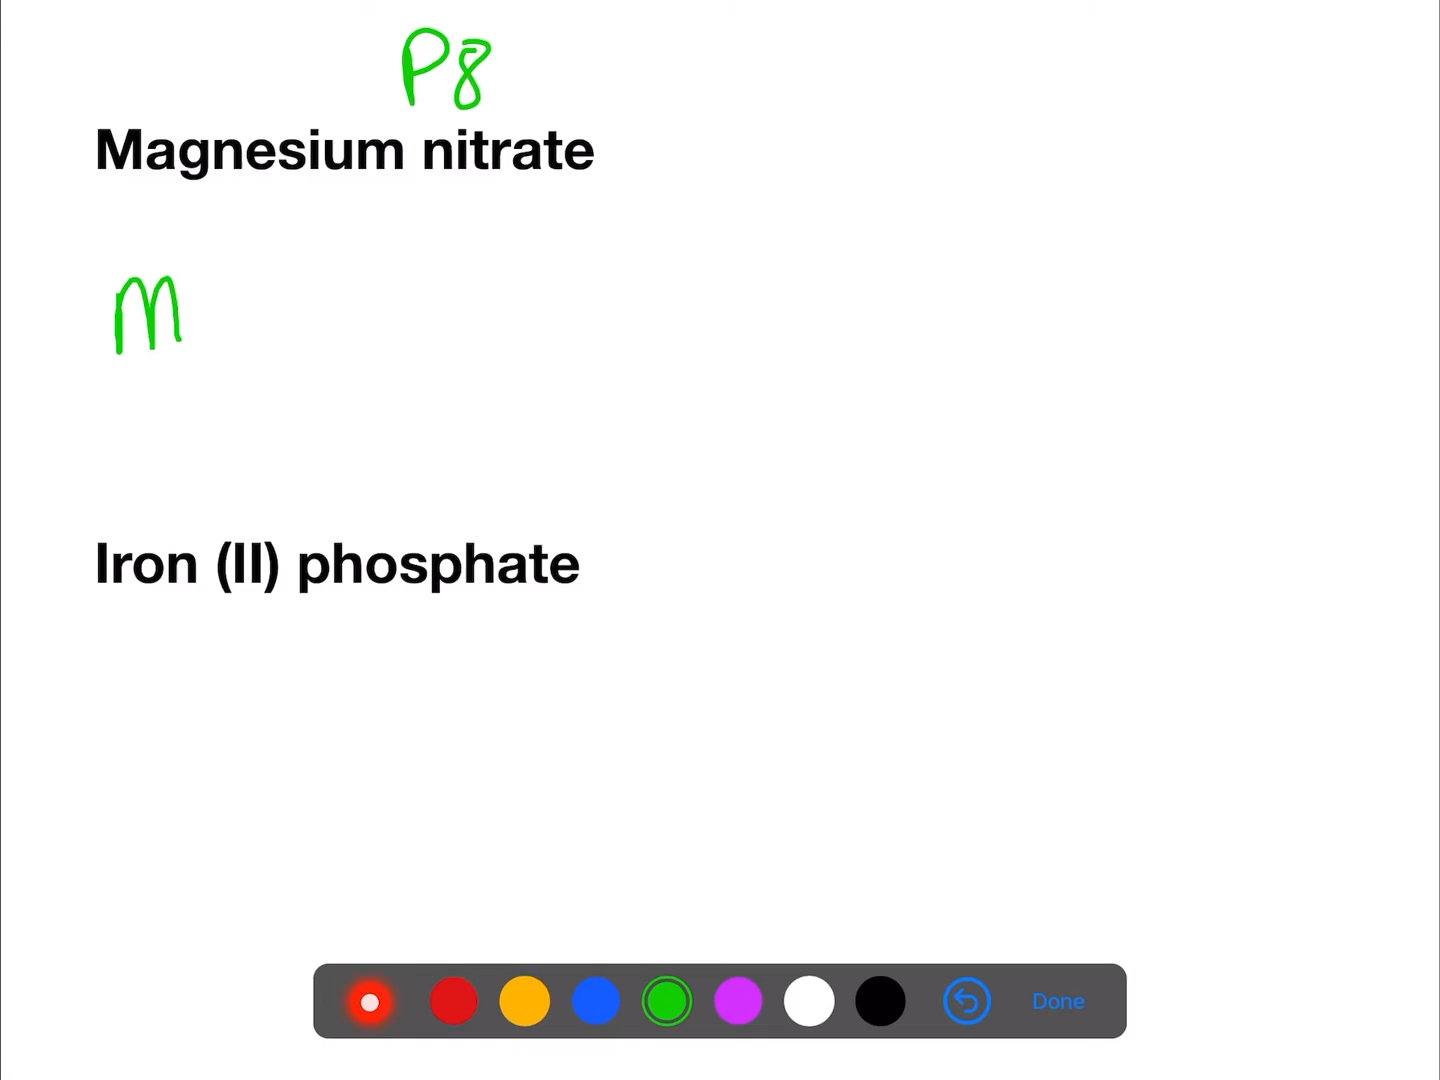 P8
Magnesium nitrate
M
Iron (II) phosphate
Done